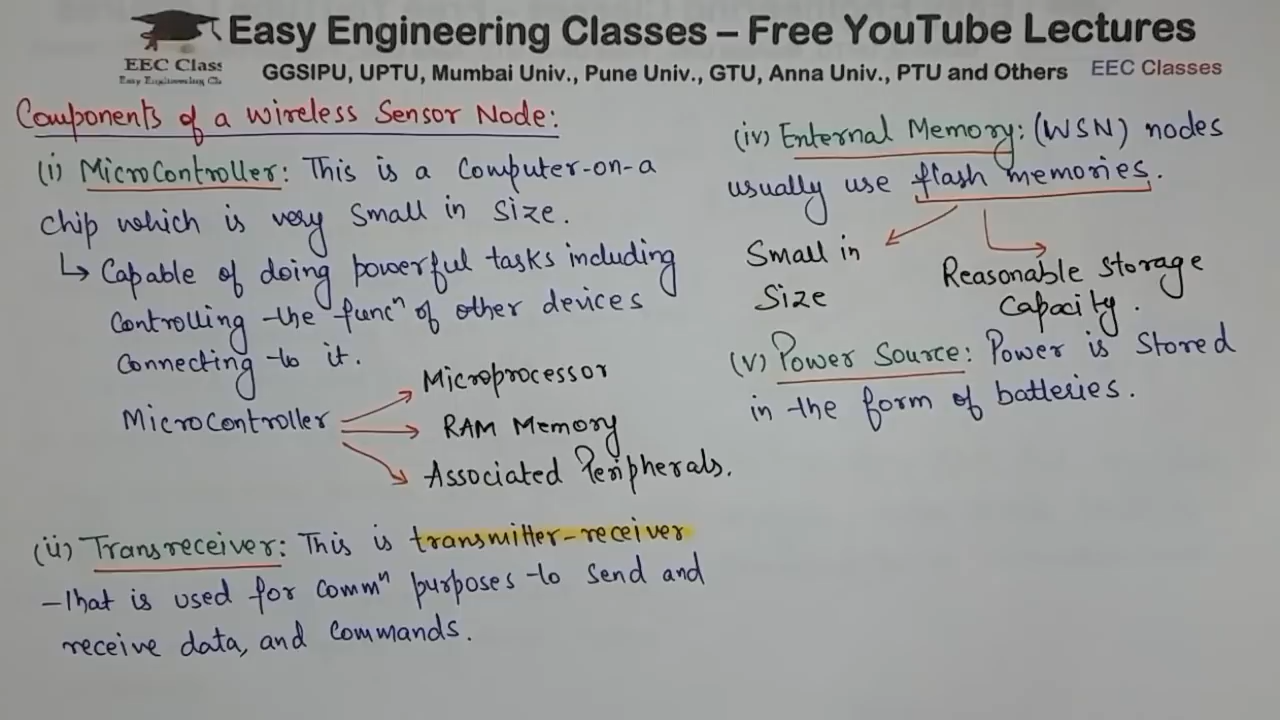 Easy Engineering Classes – Free YouTube Lectures
EEC Class
Easy Engineering Cla
GGSIPU, UPTU, Mumbai Univ., Pune Univ., GTU, Anna Univ., PTU and Others
EEC Classes
Components of a wireless Sensor Node:
(i) MicroController: This is a Computer-on-a
chip which is very Small in Size.
↳ Capable of doing powerful tasks including
Controlling the funcⁿ of other devices
Connecting to it.
MicroController
Microprocessor
RAM Memory
Associated Peripherals.
(ii) Transreceiver: This is transmitter-receiver
that is used for commⁿ purposes to send and
receive data, and commands.
(iv) External Memory: (WSN) nodes
usually use flash memories.
Small in
Size
Reasonable Storage
Capacity.
(v) Power Source: Power is Stored
in the form of batteries.